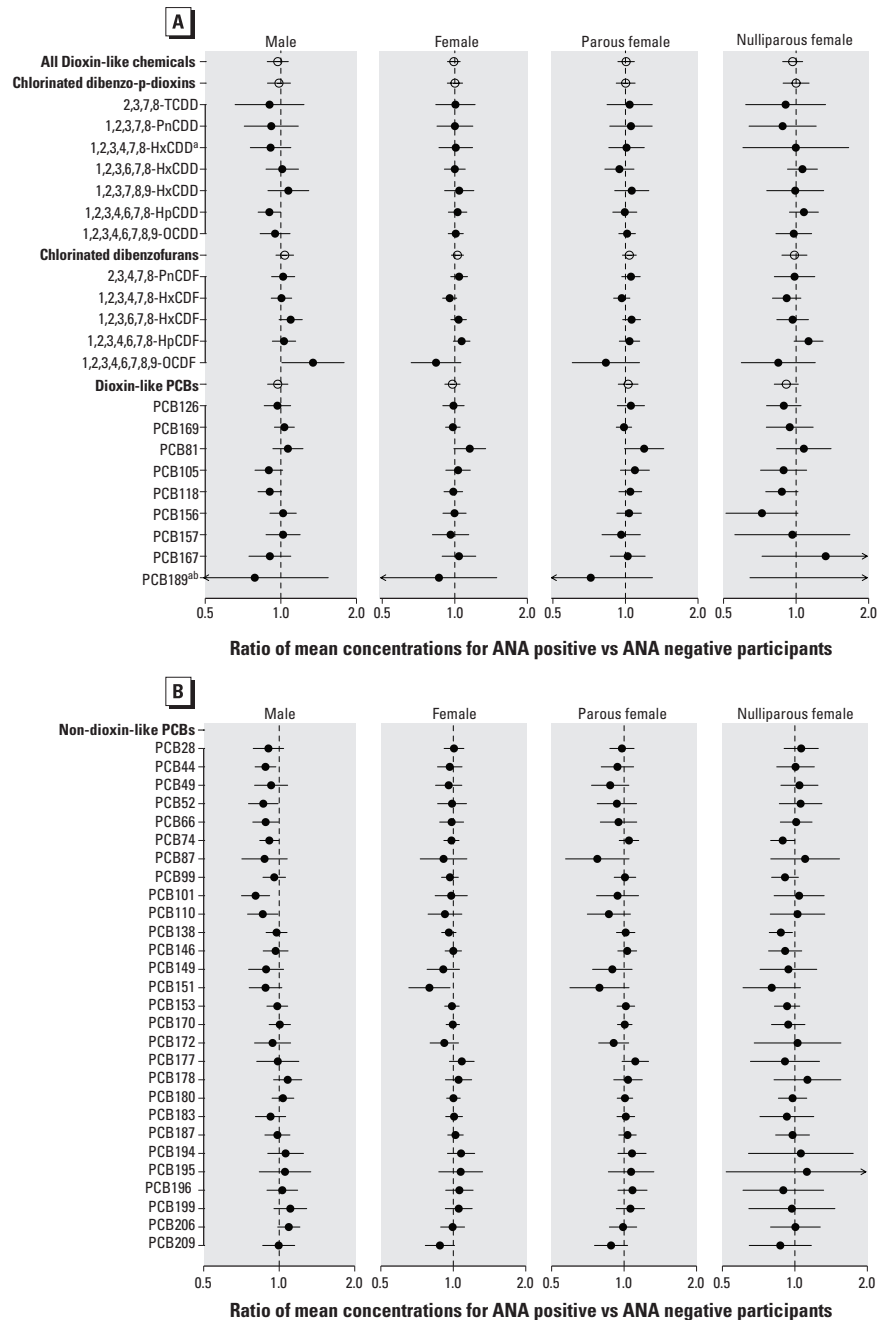 A
Male Female Parous female Nulliparous female
All Dioxin-like chemicals
Chlorinated dibenzo-p-dioxins
2,3,7,8-TCDD
1,2,3,7,8-PnCDD
1,2,3,4,7,8-HxCDDa
1,2,3,6,7,8-HxCDD
1,2,3,7,8,9-HxCDD
1,2,3,4,6,7,8-HpCDD
1,2,3,4,6,7,8,9-OCDD
Chlorinated dibenzofurans
2,3,4,7,8-PnCDF
1,2,3,4,7,8-HxCDF
1,2,3,6,7,8-HxCDF
1,2,3,4,6,7,8-HpCDF
1,2,3,4,6,7,8,9-OCDF
Dioxin-like PCBs
PCB126
PCB169
PCB81
PCB105
PCB118
PCB156
PCB157
PCB167
PCB189ab
0.5 1.0 2.0 0.5 1.0 2.0 0.5 1.0 2.0 0.5 1.0 2.0
Ratio of mean concentrations for ANA positive vs ANA negative participants
B
Male Female Parous female Nulliparous female
Non-dioxin-like PCBs
PCB28
PCB44
PCB49
PCB52
PCB66
PCB74
PCB87
PCB99
PCB101
PCB110
PCB138
PCB146
PCB149
PCB151
PCB153
PCB170
PCB172
PCB177
PCB178
PCB180
PCB183
PCB187
PCB194
PCB195
PCB196
PCB199
PCB206
PCB209
0.5 1.0 2.0 0.5 1.0 2.0 0.5 1.0 2.0 0.5 1.0 2.0
Ratio of mean concentrations for ANA positive vs ANA negative participants